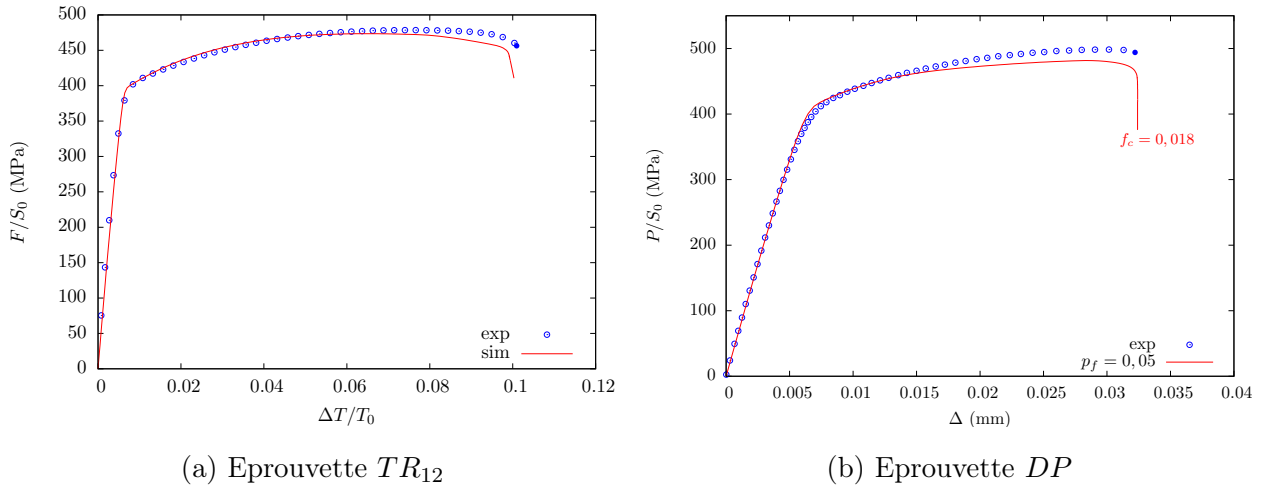 500
450
400
350
300
250
200
150
100
50
0
F/S₀ (MPa)
0 0.02 0.04 0.06 0.08 0.1 0.12
ΔT/T₀
exp
sim
(a) Eprouvette TR₁₂
600
500
400
300
200
100
0
P/S₀ (MPa)
0 0.005 0.01 0.015 0.02 0.025 0.03 0.035 0.04
Δ (mm)
f_c = 0, 018
exp
p_f = 0, 05
(b) Eprouvette DP